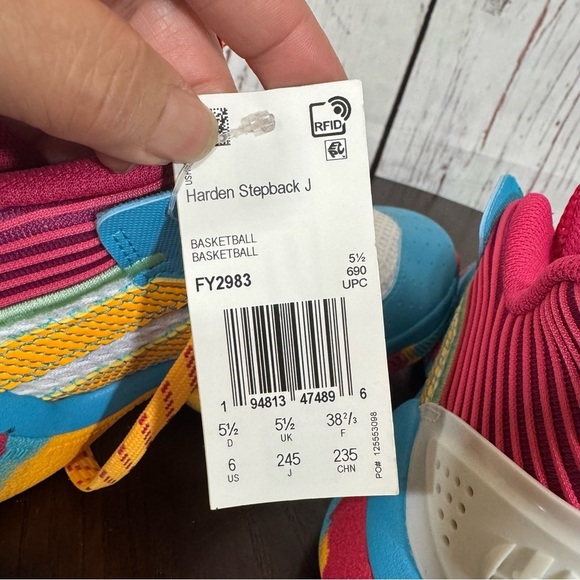 RFID
Harden Stepback J
BASKETBALL
BASKETBALL
FY2983
5½
690
UPC
1 94813 47489 6
5½ 5½ 38²/₃
D UK F
6 245 235
US J CHN
PO# 125553098